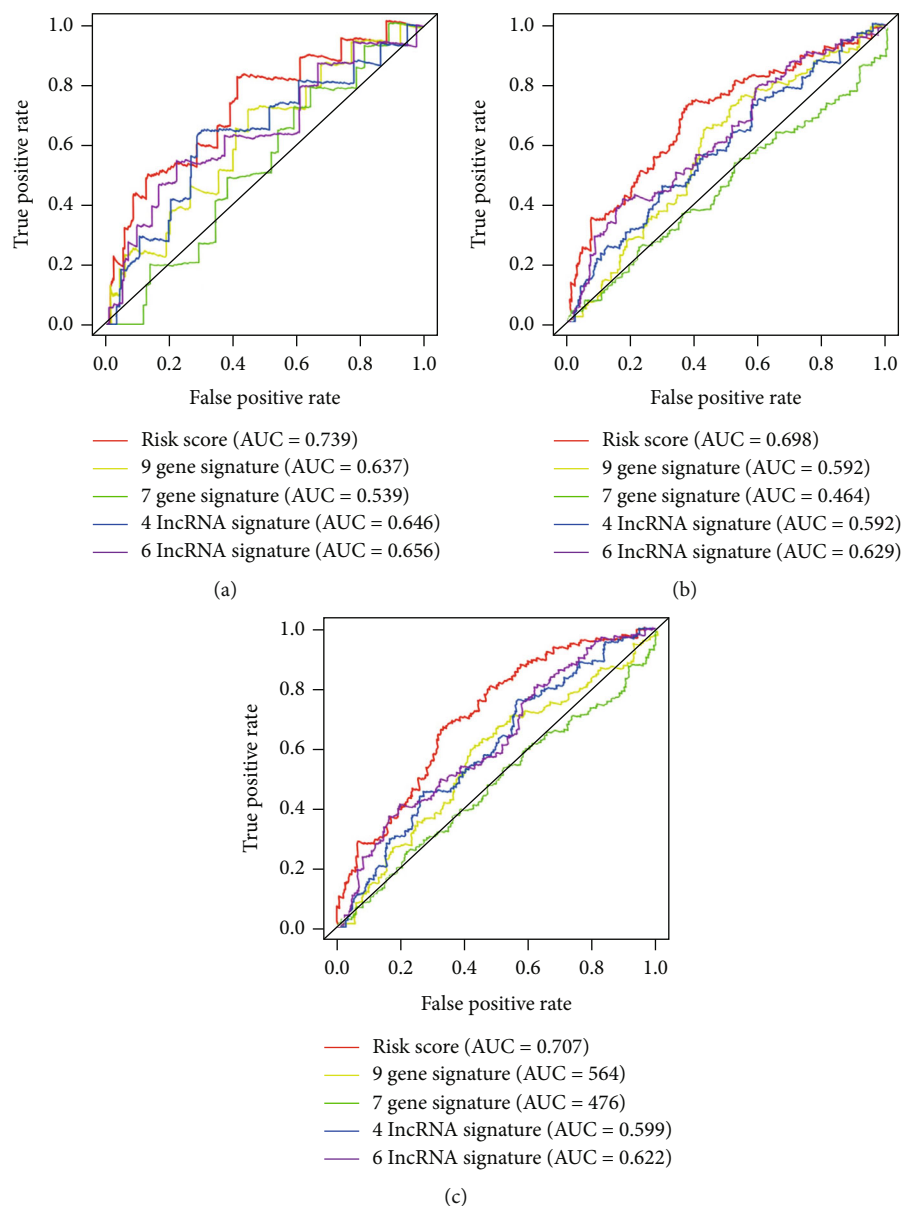 1.0
0.8
0.6
0.4
0.2
0.0
True positive rate
0.0 0.2 0.4 0.6 0.8 1.0
False positive rate
Risk score (AUC = 0.739)
9 gene signature (AUC = 0.637)
7 gene signature (AUC = 0.539)
4 IncRNA signature (AUC = 0.646)
6 IncRNA signature (AUC = 0.656)
(a)
1.0
0.8
0.6
0.4
0.2
0.0
True positive rate
0.0 0.2 0.4 0.6 0.8 1.0
False positive rate
Risk score (AUC = 0.698)
9 gene signature (AUC = 0.592)
7 gene signature (AUC = 0.464)
4 IncRNA signature (AUC = 0.592)
6 IncRNA signature (AUC = 0.629)
(b)
1.0
0.8
0.6
0.4
0.2
0.0
True positive rate
0.0 0.2 0.4 0.6 0.8 1.0
False positive rate
Risk score (AUC = 0.707)
9 gene signature (AUC = 564)
7 gene signature (AUC = 476)
4 IncRNA signature (AUC = 0.599)
6 IncRNA signature (AUC = 0.622)
(c)